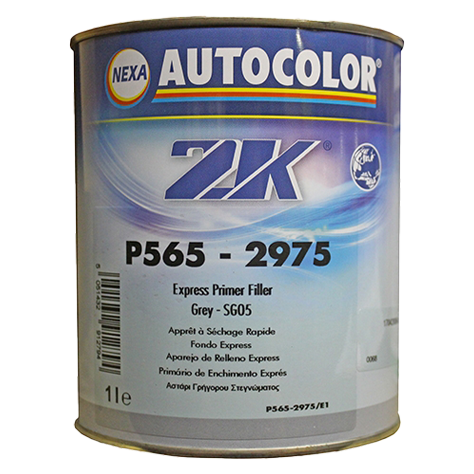 NEXA
AUTOCOLOR®
2K®
P565 - 2975
Express Primer Filler
Grey - SG05
Apprêt à Séchage Rapide
Fondo Express
Aparejo de Relleno Express
Primário de Enchimento Exprés
Αστάρι Γρήγορου Στεγνώματος
1l e
P565-2975/E1